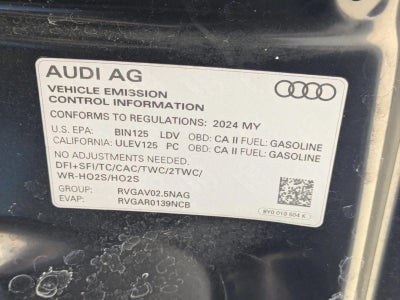 AUDI AG
VEHICLE EMISSION
CONTROL INFORMATION
CONFORMS TO REGULATIONS: 2024 MY
U.S. EPA: BIN125 LDV OBD: CA II FUEL: GASOLINE
CALIFORNIA: ULEV125 PC OBD: CA II FUEL: GASOLINE
NO ADJUSTMENTS NEEDED.
DFI+SFI/TC/CAC/TWC/2TWC/
WR-HO2S/HO2S
GROUP: RVGAV02.5NAG
EVAP: RVGAR0139NCB
8Y0 010 504 K